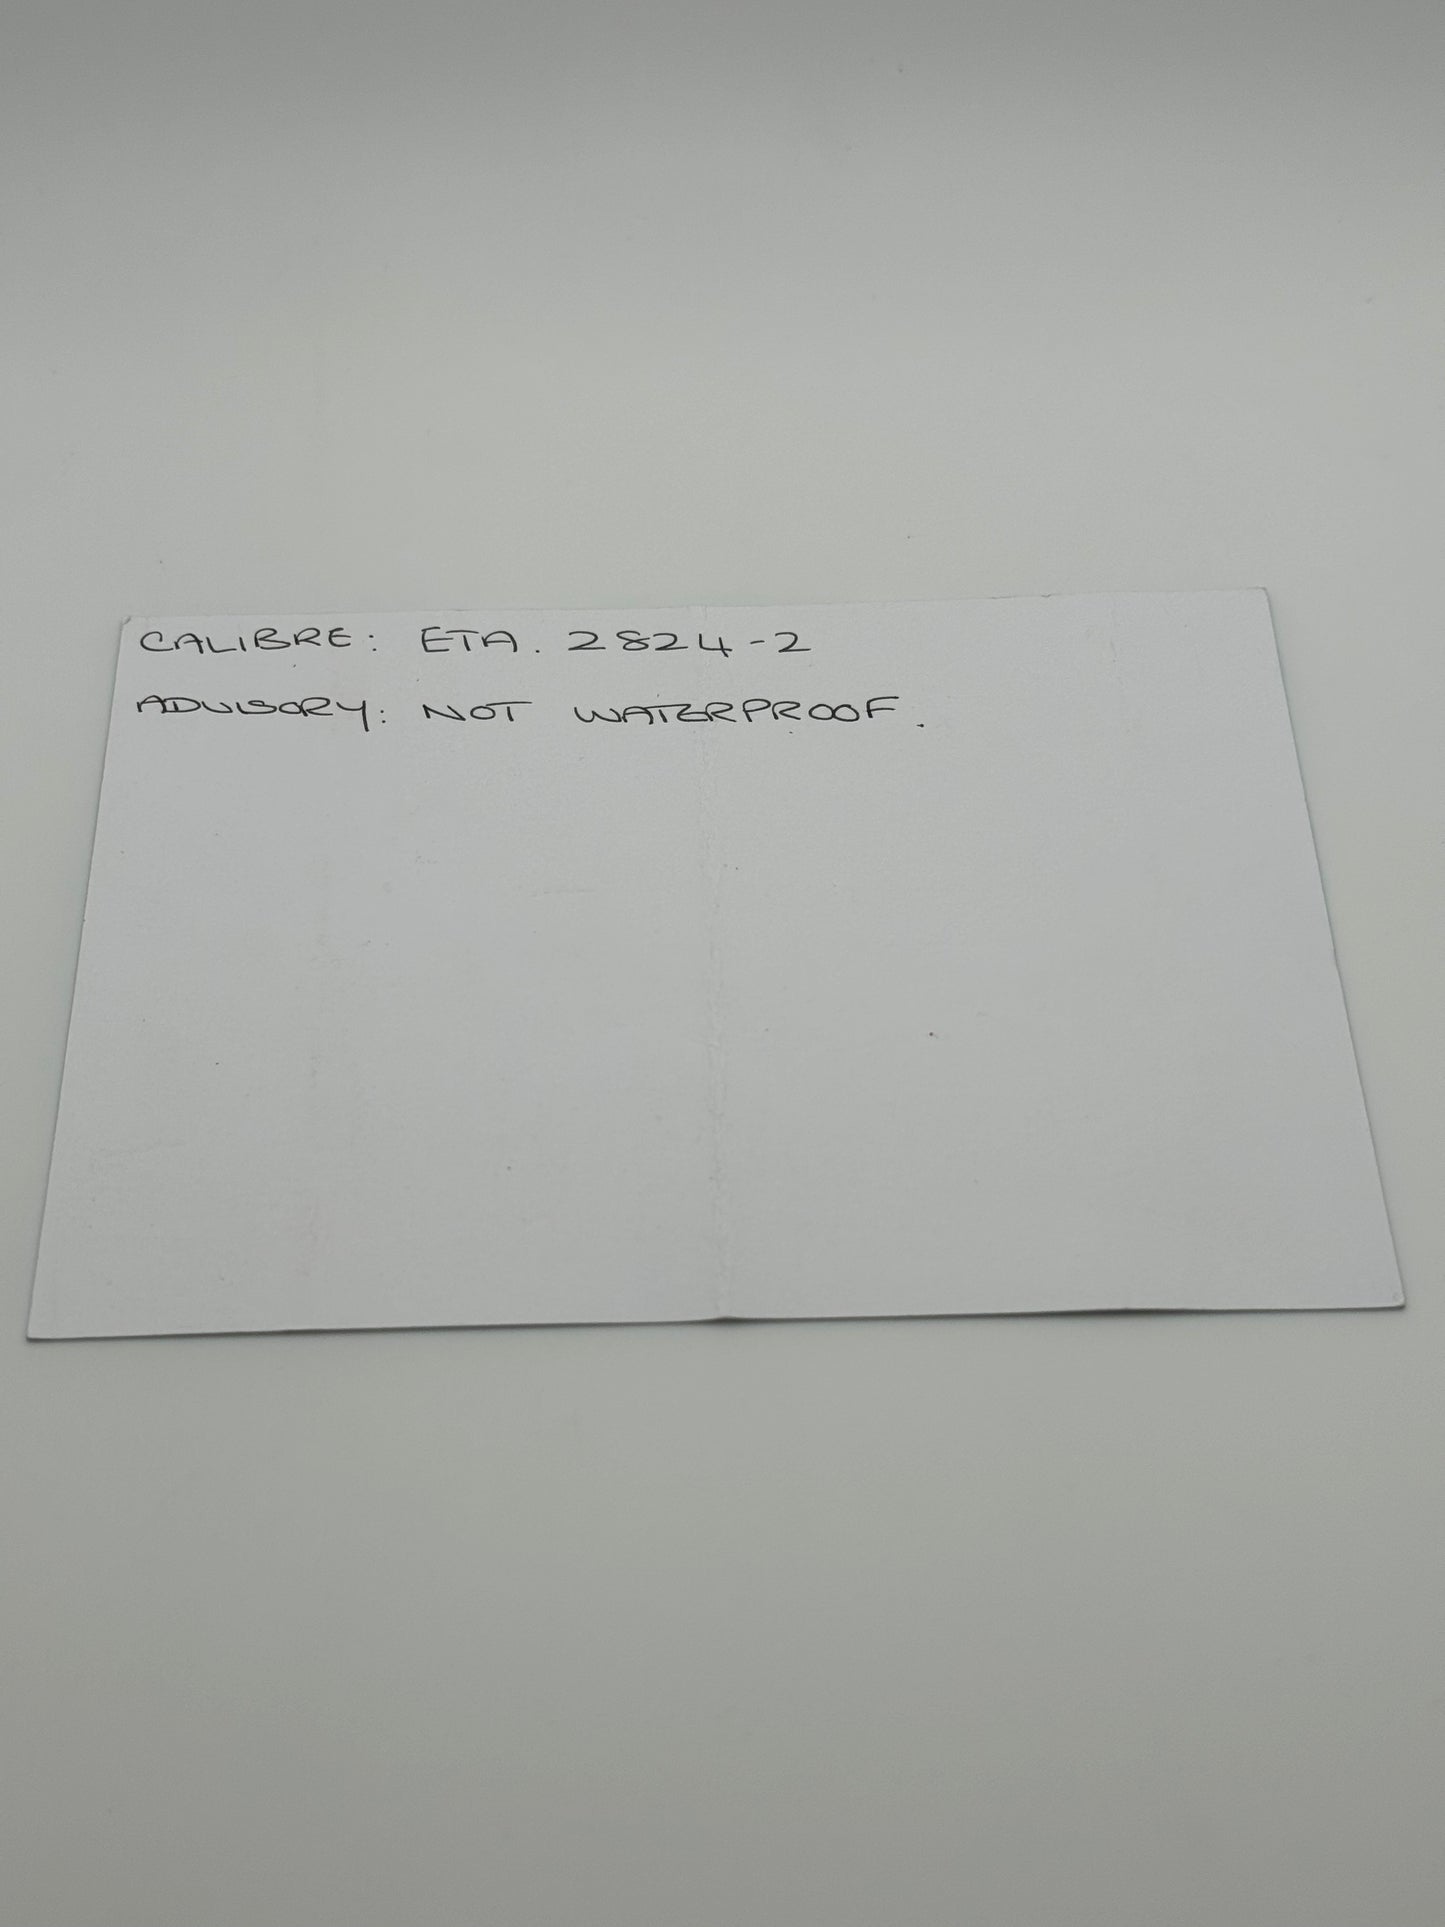 CALIBRE: ETA. 2824-2
ADVISORY: NOT WATERPROOF.